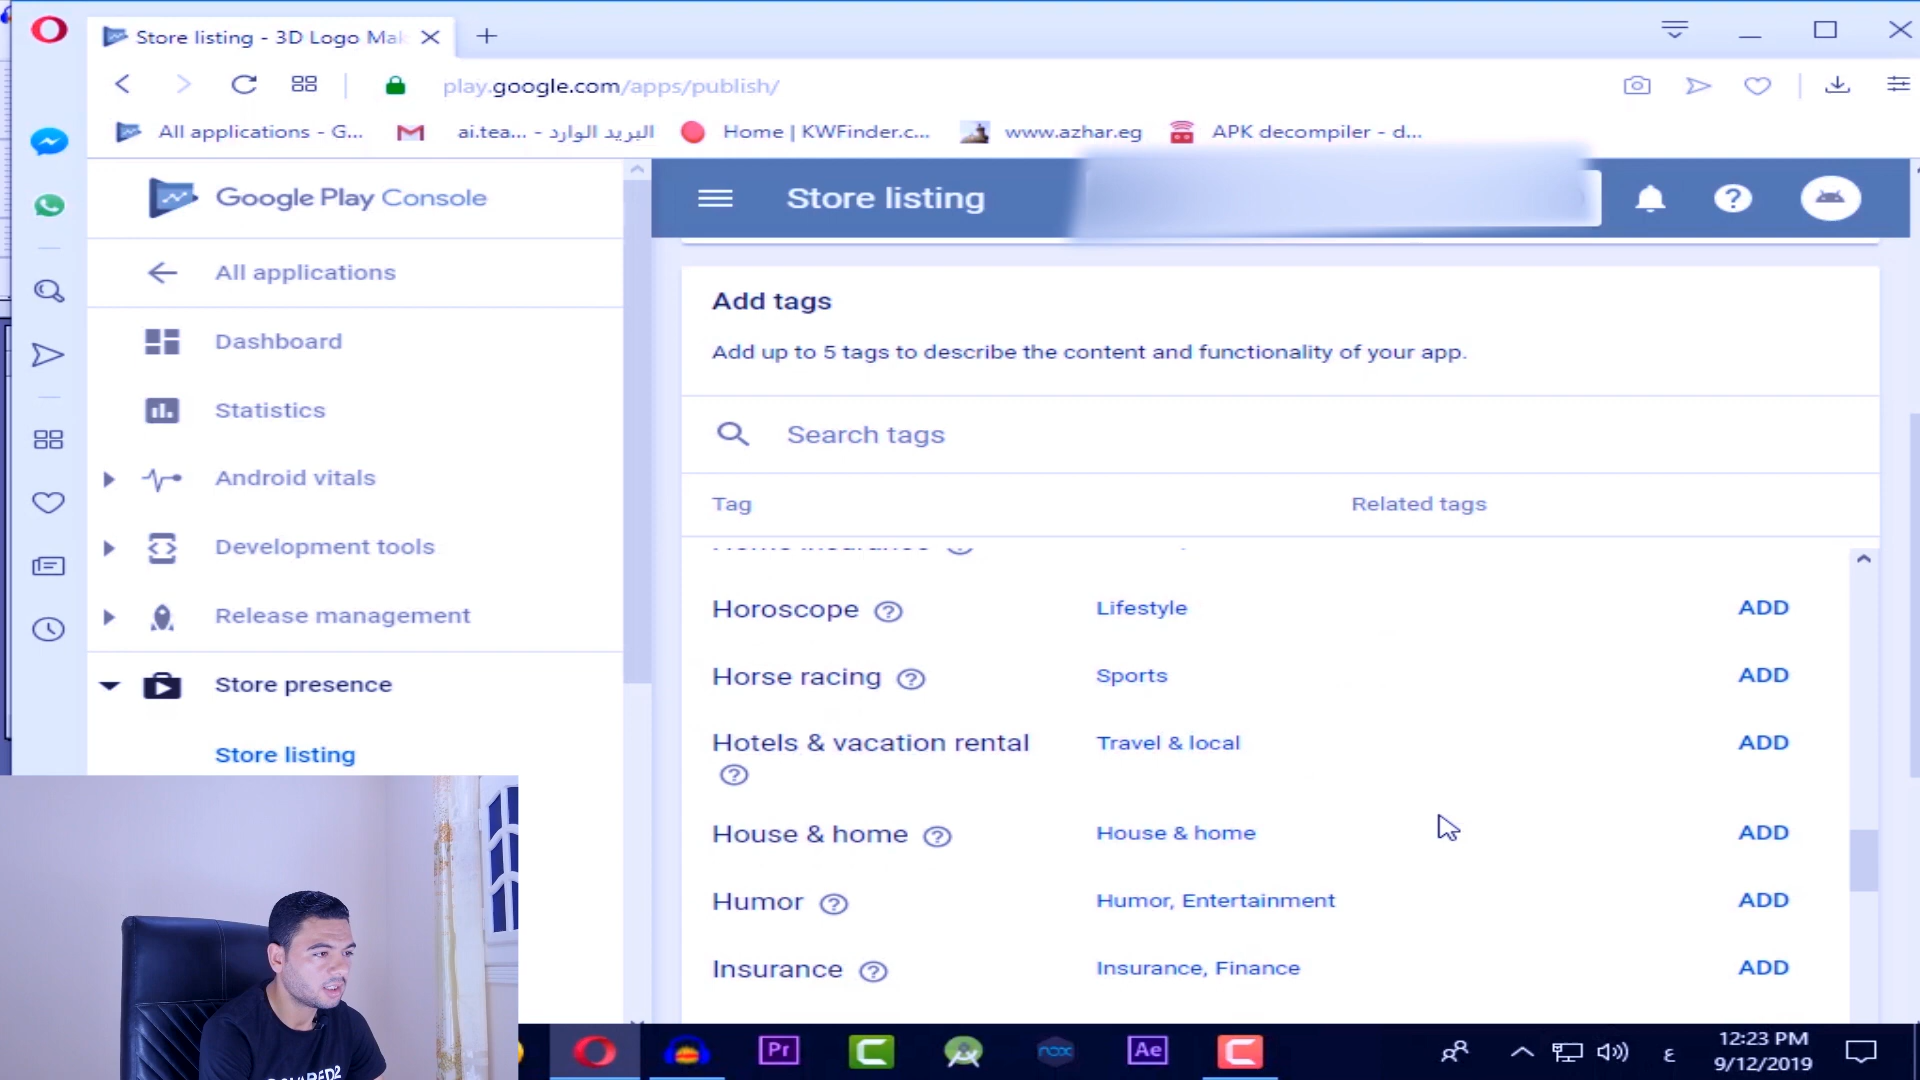 Store listing - 3D Logo Mak
play.google.com/apps/publish/
All applications - G...
ai.tea... - البريد الوارد
Home | KWFinder.c...
www.azhar.eg
APK decompiler - d...
Google Play Console
Store listing
All applications
Dashboard
Statistics
Android vitals
Development tools
Release management
Store presence
Store listing
Add tags
Add up to 5 tags to describe the content and functionality of your app.
Search tags
Tag
Related tags
Horoscope
Lifestyle
ADD
Horse racing
Sports
ADD
Hotels & vacation rental
Travel & local
ADD
House & home
House & home
ADD
Humor
Humor, Entertainment
ADD
Insurance
Insurance, Finance
ADD
Pr
nox
Ae
ع
12:23 PM
9/12/2019